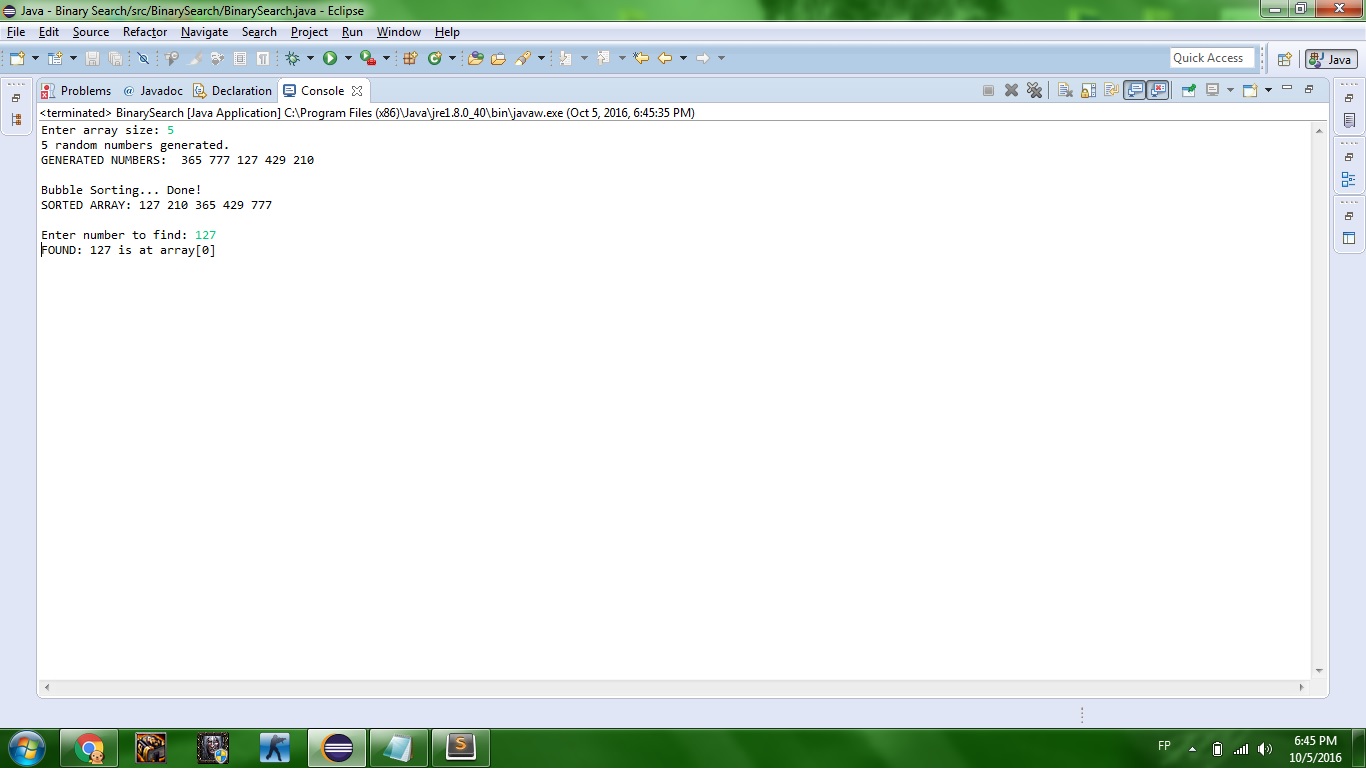 Java - Binary Search/src/BinarySearch/BinarySearch.java - Eclipse
File Edit Source Refactor Navigate Search Project Run Window Help
Quick Access Java
Problems @ Javadoc Declaration Console
<terminated> BinarySearch [Java Application] C:\Program Files (x86)\Java\jre1.8.0_40\bin\javaw.exe (Oct 5, 2016, 6:45:35 PM)
Enter array size: 5
5 random numbers generated.
GENERATED NUMBERS:  365 777 127 429 210
Bubble Sorting... Done!
SORTED ARRAY: 127 210 365 429 777
Enter number to find: 127
FOUND: 127 is at array[0]
S
FP
6:45 PM
10/5/2016